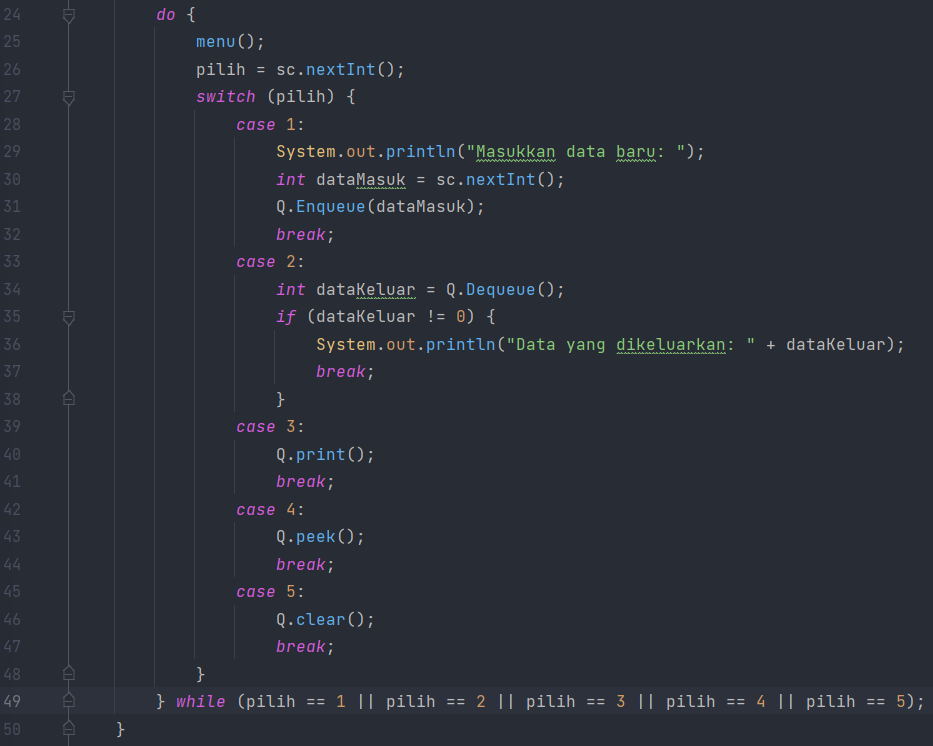 24 do {
25 menu();
26 pilih = sc.nextInt();
27 switch (pilih) {
28 case 1:
29 System.out.println("Masukkan data baru: ");
30 int dataMasuk = sc.nextInt();
31 Q.Enqueue(dataMasuk);
32 break;
33 case 2:
34 int dataKeluar = Q.Dequeue();
35 if (dataKeluar != 0) {
36 System.out.println("Data yang dikeluarkan: " + dataKeluar);
37 break;
38 }
39 case 3:
40 Q.print();
41 break;
42 case 4:
43 Q.peek();
44 break;
45 case 5:
46 Q.clear();
47 break;
48 }
49 } while (pilih == 1 || pilih == 2 || pilih == 3 || pilih == 4 || pilih == 5);
50 }